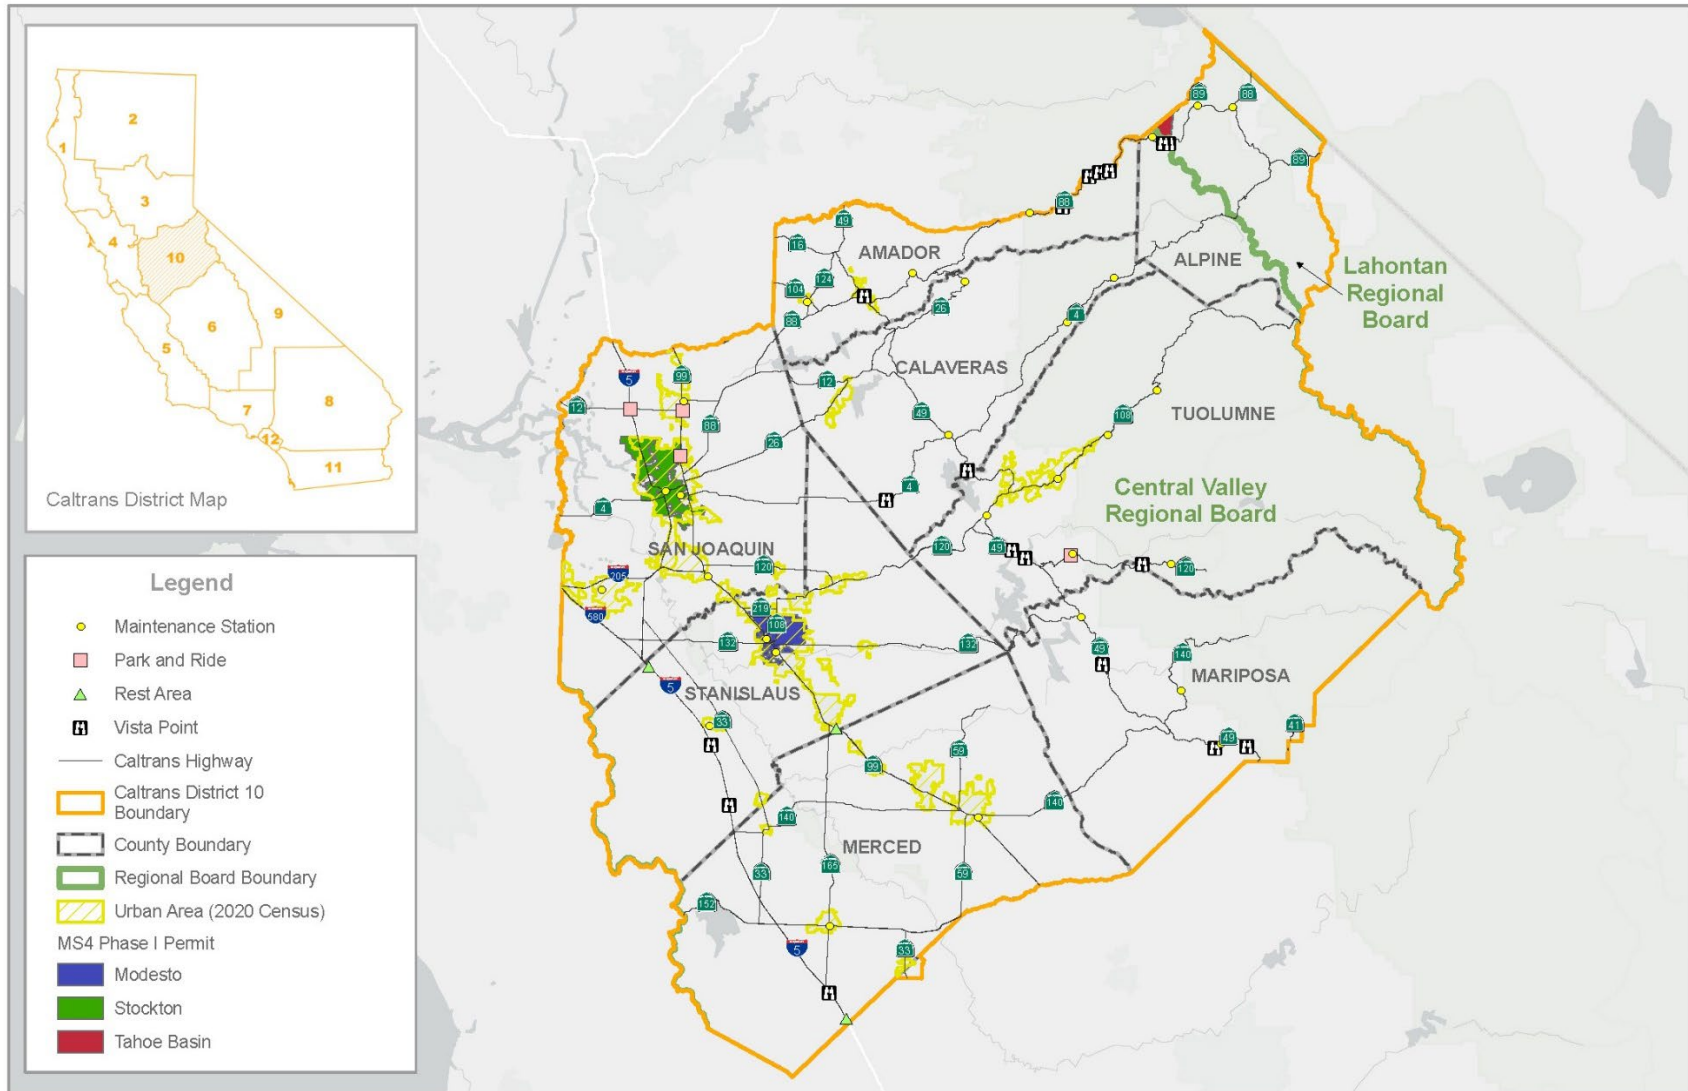 1
2
3
4
10
5
6
9
7
8
12
11
Caltrans District Map
Legend
Maintenance Station
Park and Ride
Rest Area
Vista Point
Caltrans Highway
Caltrans District 10
Boundary
County Boundary
Regional Board Boundary
Urban Area (2020 Census)
MS4 Phase I Permit
Modesto
Stockton
Tahoe Basin
89
88
89
88
49
16
AMADOR
ALPINE
Lahontan
Regional
Board
104
124
88
26
4
5
99
12
CALAVERAS
12
88
49
108
TUOLUMNE
26
4
4
Central Valley
Regional Board
SAN JOAQUIN
120
49
120
120
205
580
219
108
132
132
49
140
MARIPOSA
5
STANISLAUS
33
41
49
59
99
140
140
MERCED
33
165
59
152
5
33